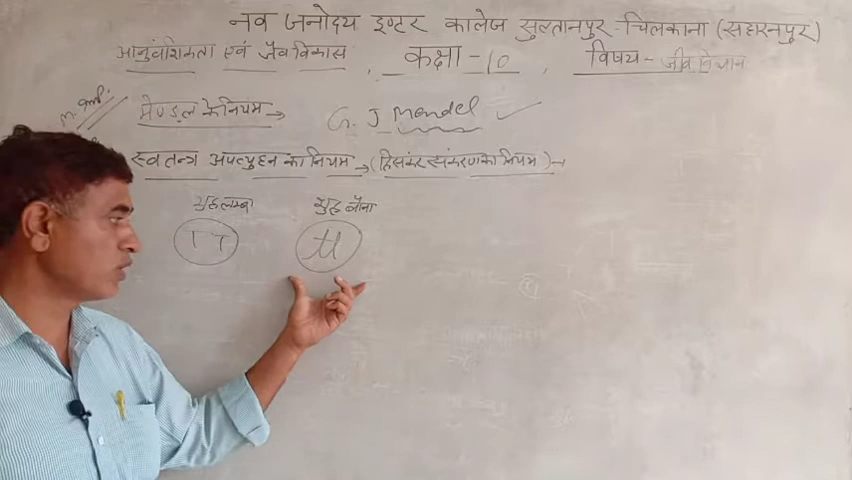 नव जनोदय इण्टर कालेज सुल्तानपुर-चिलकाना (सहारनपुर)
आनुवंशिकता एवं जैव विकास , कक्षा - 10 , विषय - जीव विज्ञान
मेण्डल के नियम → G. J Mendel ✓
स्वतन्त्र अपव्यूहन का नियम → (द्विसंकर संकरण का नियम) →
शुद्ध लम्बा शुद्ध बौना
TT tt